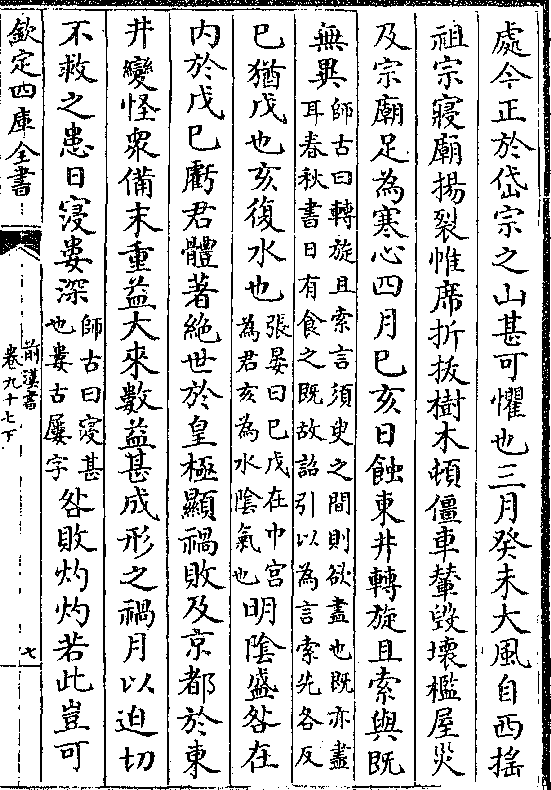 處今正於岱宗之山甚可懼也三月癸未大風自西搖
祖宗寢廟揚裂帷席折拔樹木頓僵車輦毀壞檻屋災
及宗廟足為寒心四月己亥日蝕東井轉旋且索與既
無異師古曰轉旋且索言須臾之間則欲盡也既亦盡
耳春秋書日有食之既故詔引以為言索先各反
已猶戊也亥復水也張晏曰己戊在中宮
為君亥為水隂氣也明隂盛咎在
内於戊己虧君體著絶世於皇極顯禍敗及京都於東
井變怪衆備末重益大來數益甚成形之禍月以迫切
不救之患日寖婁深師古曰寖甚
也婁古屢字咎敗灼灼若此豈可
欽定四庫全書
前漢書
卷九十七下
七